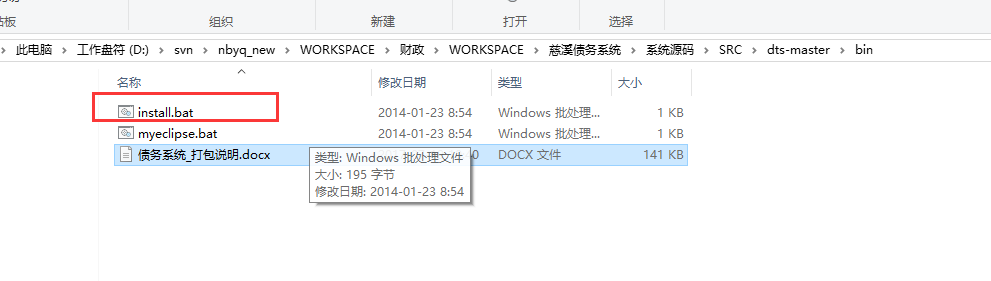 组织 新建 打开 选择
此电脑 > 工作盘符 (D:) > svn > nbyq_new > WORKSPACE > 财政 > WORKSPACE > 慈溪债务系统 > 系统源码 > SRC > dts-master > bin
名称 修改日期 类型 大小
install.bat 2014-01-23 8:54 Windows 批处理... 1 KB
myeclipse.bat 2014-01-23 8:54 Windows 批处理... 1 KB
债务系统_打包说明.docx 0 DOCX 文件 141 KB
类型: Windows 批处理文件
大小: 195 字节
修改日期: 2014-01-23 8:54